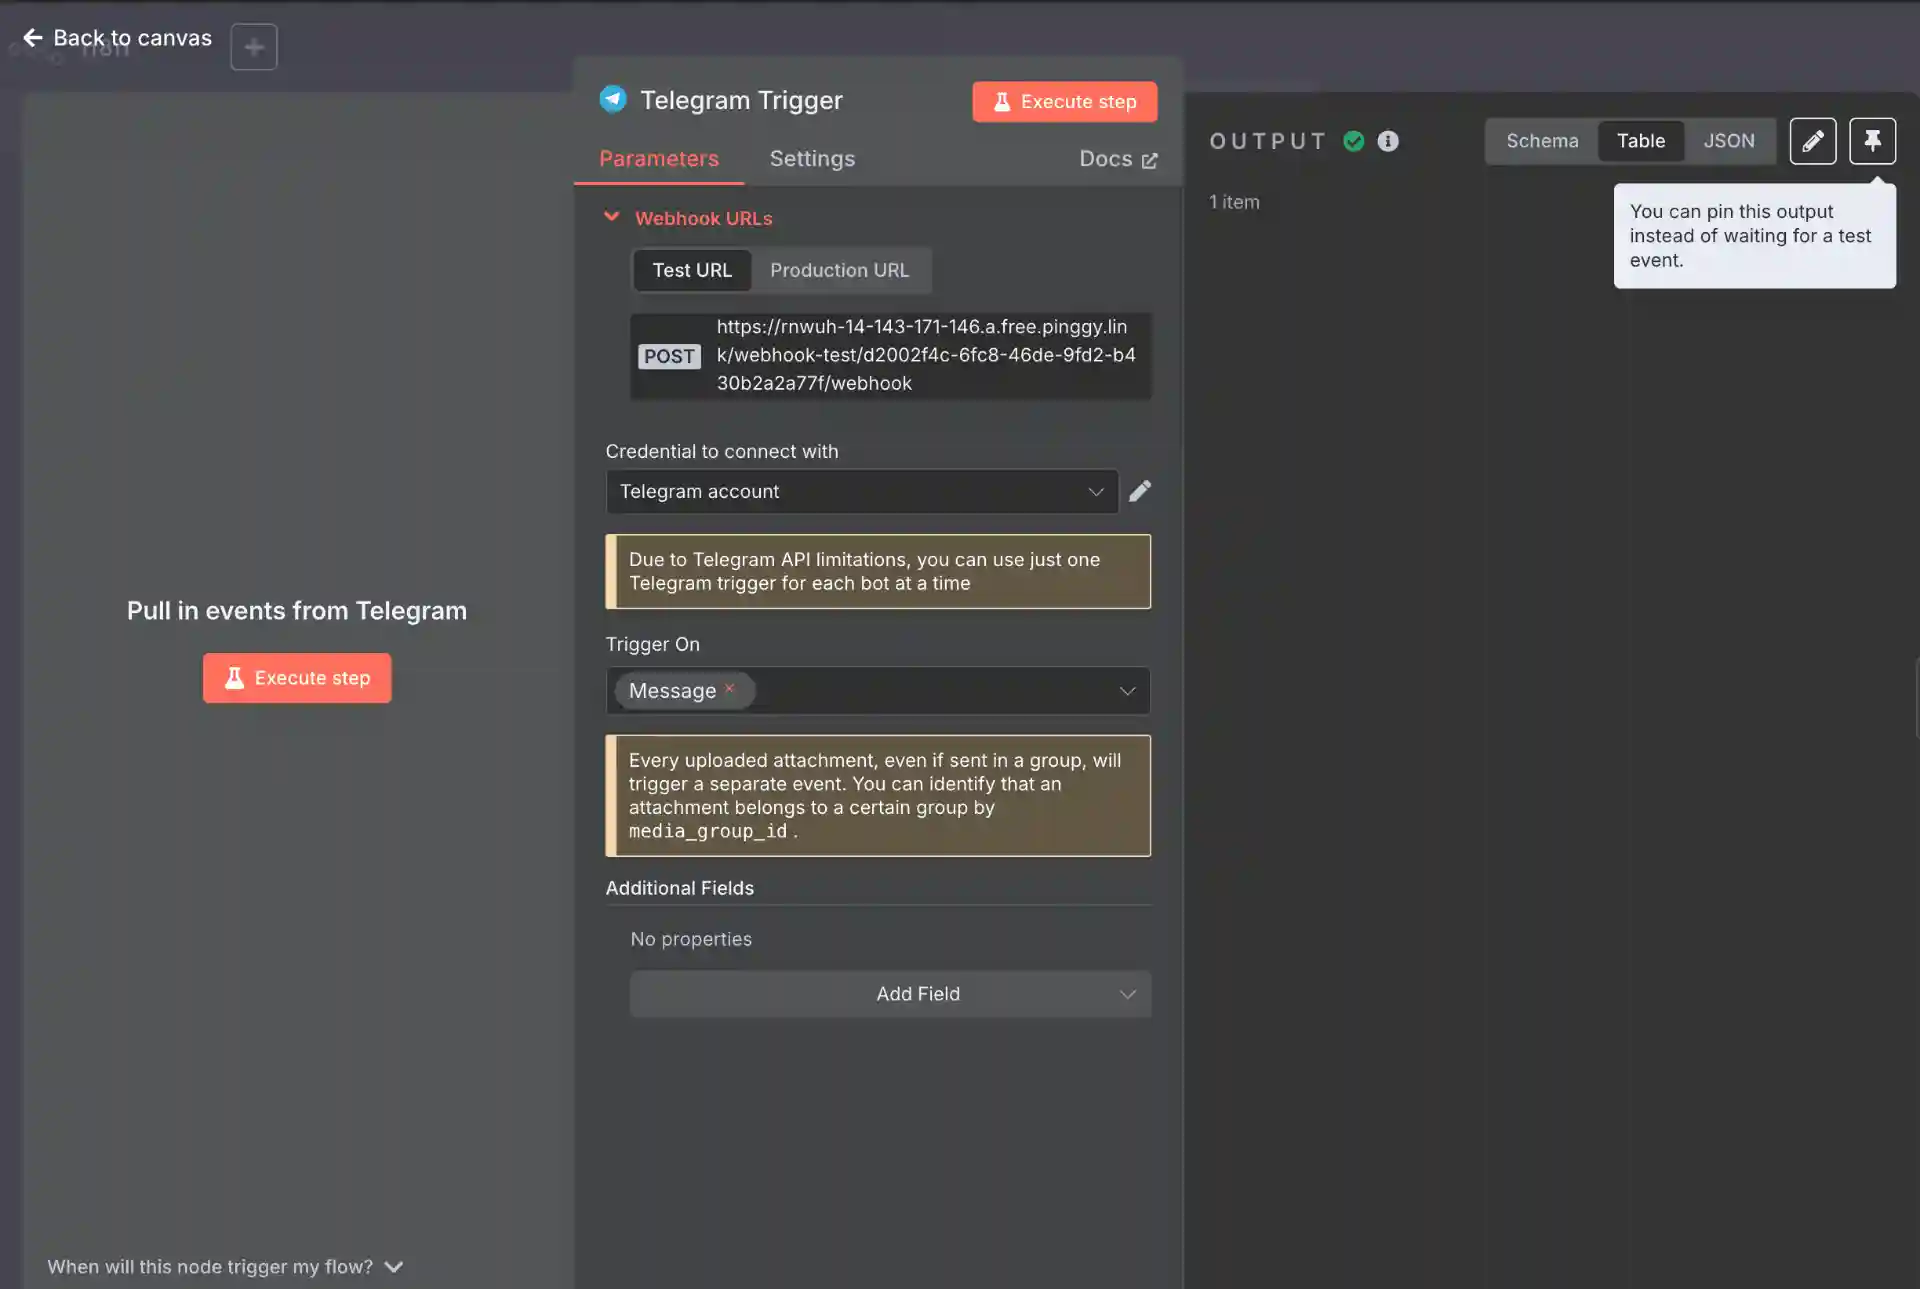 Back to canvas
n8n
Telegram Trigger
Execute step
Parameters
Settings
Docs
Webhook URLs
Test URL
Production URL
POST
https://rnwuh-14-143-171-146.a.free.pinggy.lin
k/webhook-test/d2002f4c-6fc8-46de-9fd2-b4
30b2a2a77f/webhook
Credential to connect with
Telegram account
Due to Telegram API limitations, you can use just one
Telegram trigger for each bot at a time
Trigger On
Message
Every uploaded attachment, even if sent in a group, will
trigger a separate event. You can identify that an
attachment belongs to a certain group by
media_group_id .
Additional Fields
No properties
Add Field
Pull in events from Telegram
Execute step
When will this node trigger my flow?
OUTPUT
Schema
Table
JSON
1 item
You can pin this output
instead of waiting for a test
event.